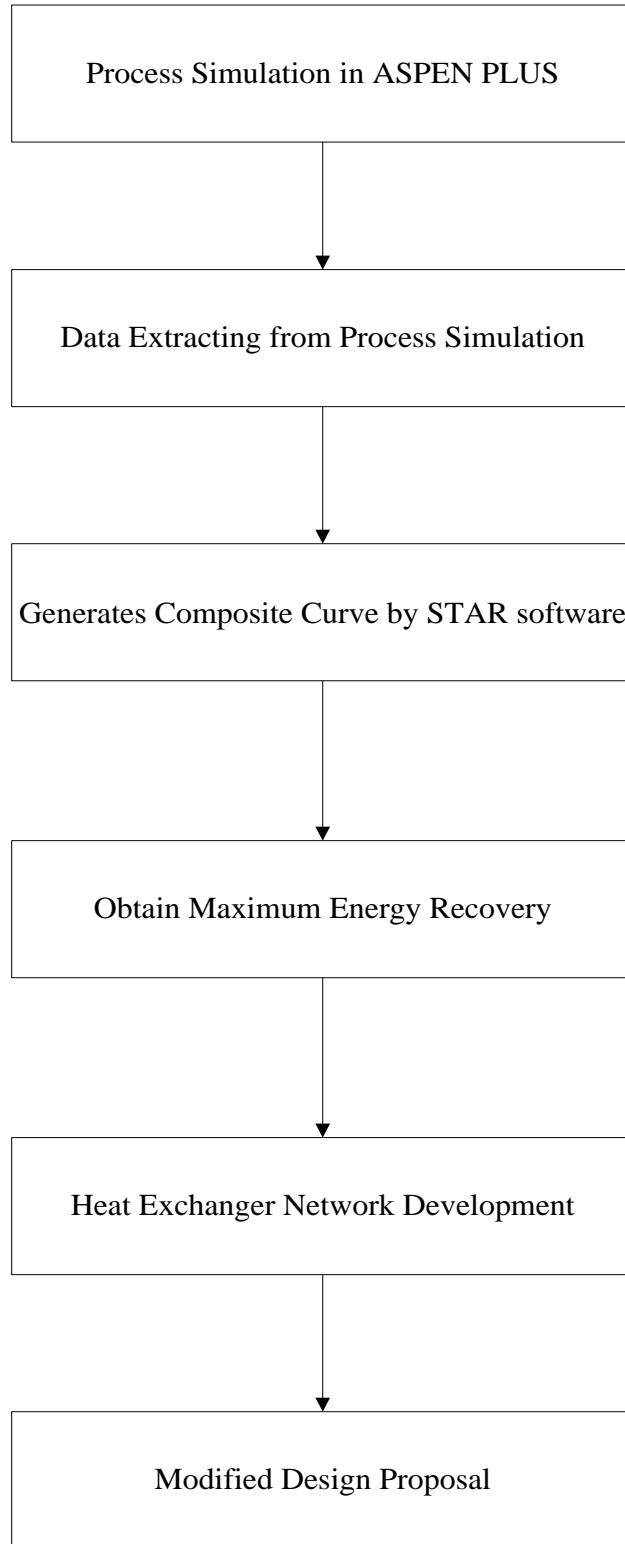 Process Simulation in ASPEN PLUS
Data Extracting from Process Simulation
Generates Composite Curve by STAR software
Obtain Maximum Energy Recovery
Heat Exchanger Network Development
Modified Design Proposal